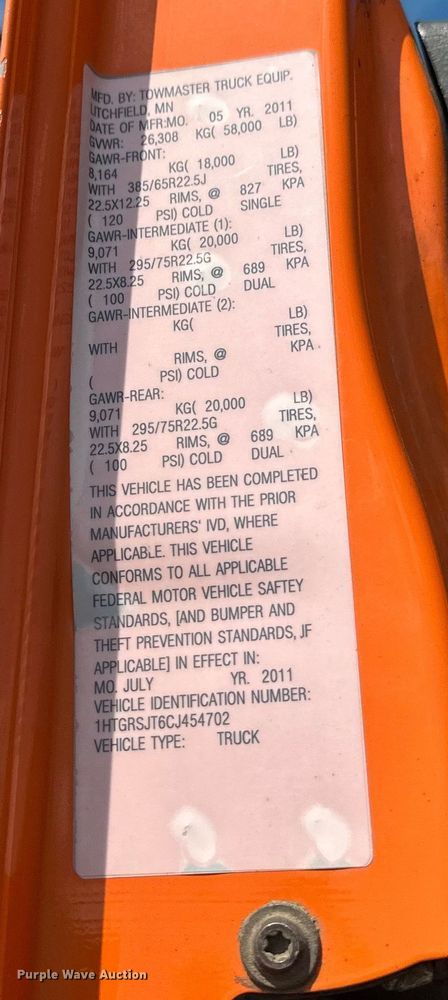 MFD. BY: TOWMASTER TRUCK EQUIP.
LITCHFIELD, MN
DATE OF MFR:MO. 05 YR. 2011
GVWR: 26,308 KG( 58,000 LB)
GAWR-FRONT:
8,164 KG( 18,000 LB)
WITH 385/65R22.5J TIRES,
22.5X12.25 RIMS, @ 827 KPA
( 120 PSI) COLD SINGLE
GAWR-INTERMEDIATE (1):
9,071 KG( 20,000 LB)
WITH 295/75R22.5G TIRES,
22.5X8.25 RIMS, @ 689 KPA
( 100 PSI) COLD DUAL
GAWR-INTERMEDIATE (2):
KG( LB)
WITH TIRES,
RIMS, @ KPA
( PSI) COLD
GAWR-REAR:
9,071 KG( 20,000 LB)
WITH 295/75R22.5G TIRES,
22.5X8.25 RIMS, @ 689 KPA
( 100 PSI) COLD DUAL
THIS VEHICLE HAS BEEN COMPLETED
IN ACCORDANCE WITH THE PRIOR
MANUFACTURERS' IVD, WHERE
APPLICABLE. THIS VEHICLE
CONFORMS TO ALL APPLICABLE
FEDERAL MOTOR VEHICLE SAFTEY
STANDARDS, [AND BUMPER AND
THEFT PREVENTION STANDARDS, IF
APPLICABLE] IN EFFECT IN:
MO. JULY YR. 2011
VEHICLE IDENTIFICATION NUMBER:
1HTGRSJT6CJ454702
VEHICLE TYPE: TRUCK
Purple Wave Auction